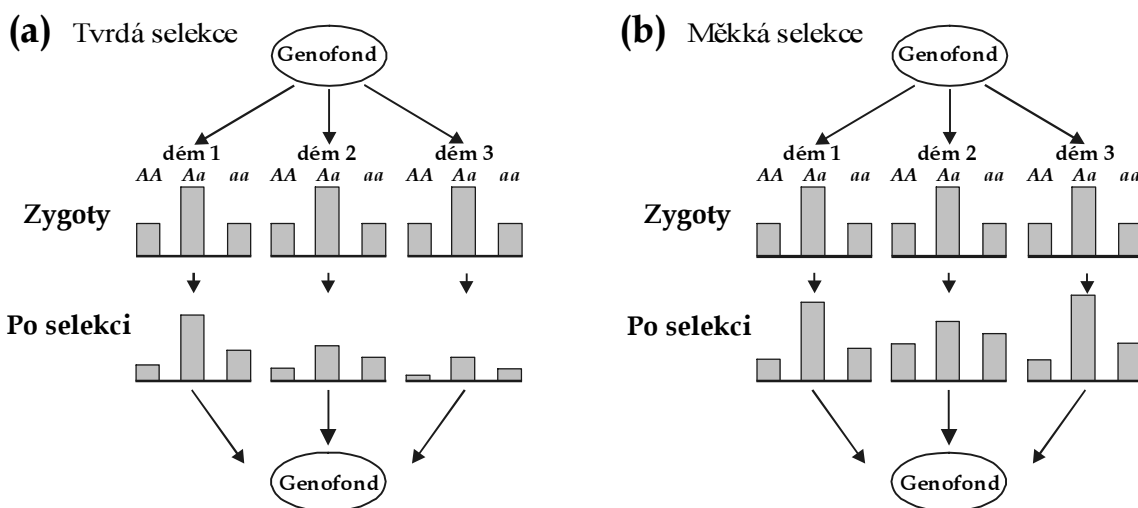 (a) Tvrdá selekce
Genofond
dém 1 dém 2 dém 3
AA Aa aa AA Aa aa AA Aa aa
Zygoty
Po selekci
Genofond
(b) Měkká selekce
Genofond
dém 1 dém 2 dém 3
AA Aa aa AA Aa aa AA Aa aa
Zygoty
Po selekci
Genofond